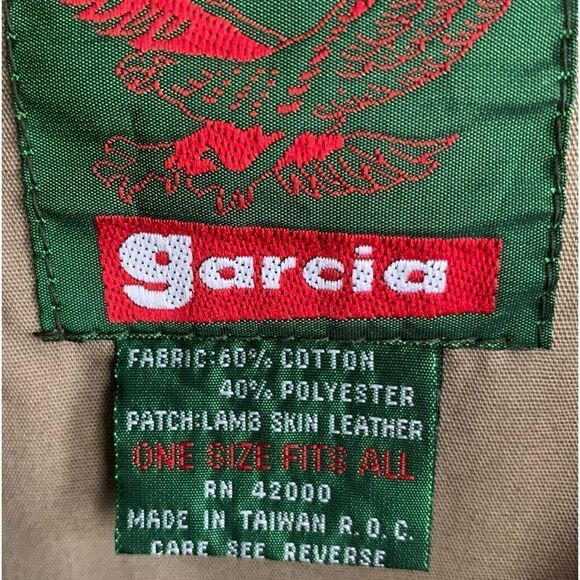 garcia
FABRIC:60% COTTON
40% POLYESTER
PATCH:LAMB SKIN LEATHER
ONE SIZE FITS ALL
RN 42000
MADE IN TAIWAN R.O.C.
CARE SEE REVERSE